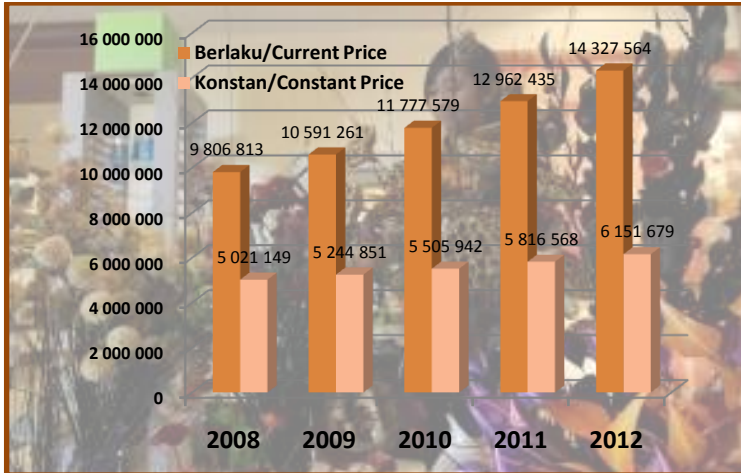 16 000 000
14 000 000
12 000 000
10 000 000
8 000 000
6 000 000
4 000 000
2 000 000
0
Berlaku/Current Price
Konstan/Constant Price
9 806 813
10 591 261
11 777 579
12 962 435
14 327 564
5 021 149
5 244 851
5 505 942
5 816 568
6 151 679
2008 2009 2010 2011 2012